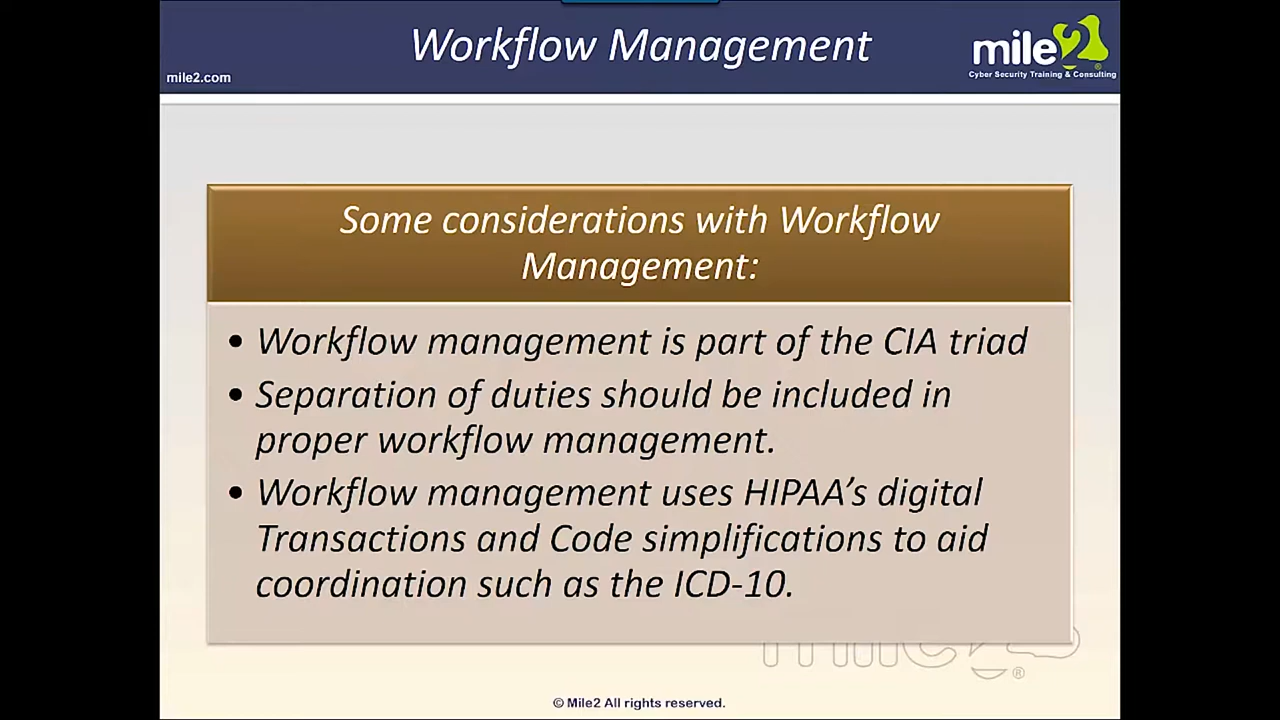 Workflow Management
mile2
Cyber Security Training & Consulting
mile2.com
Some considerations with Workflow
Management:
• Workflow management is part of the CIA triad
• Separation of duties should be included in
proper workflow management.
• Workflow management uses HIPAA’s digital
Transactions and Code simplifications to aid
coordination such as the ICD-10.
mile2
®
© Mile2 All rights reserved.